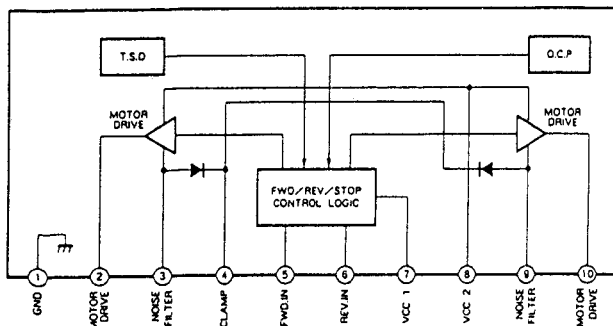 T.S.D
O.C.P
MOTOR
DRIVE
MOTOR
DRIVE
FWD/REV/STOP
CONTROL LOGIC
1
2
3
4
5
6
7
8
9
10
GND
MOTOR DRIVE
NOISE
FILTER
CLAMP
FWD.IN
REV.IN
VCC 1
VCC 2
NOISE
FILTER
MOTOR
DRIVE